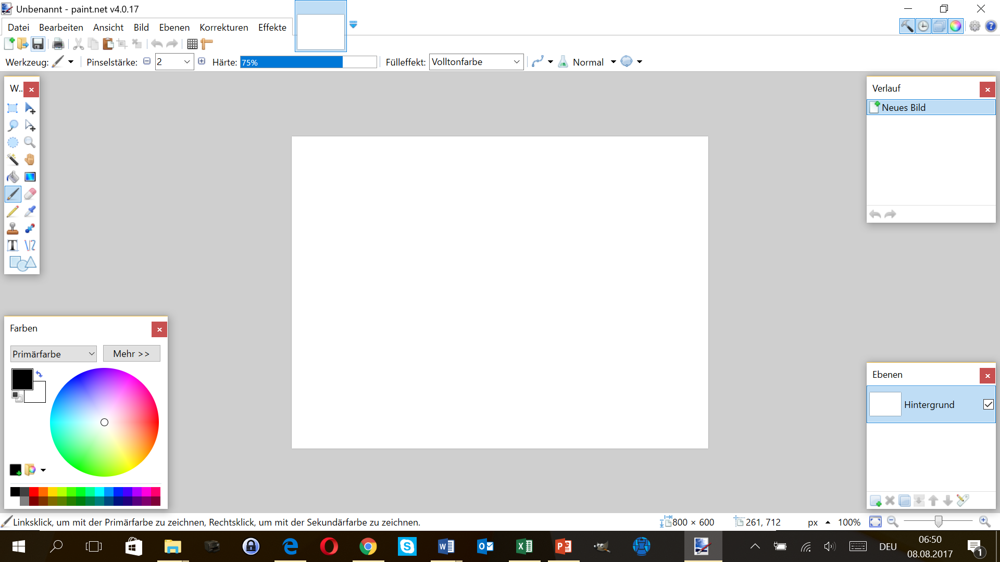 Unbenannt - paint.net v4.0.17
Datei Bearbeiten Ansicht Bild Ebenen Korrekturen Effekte
Werkzeug: Pinselstärke: 2 Härte: 75% Fülleffekt: Volltonfarbe Normal
W..
Verlauf
Neues Bild
Farben
Primärfarbe Mehr >>
Ebenen
Hintergrund
Linksklick, um mit der Primärfarbe zu zeichnen, Rechtsklick, um mit der Sekundärfarbe zu zeichnen. 800 × 600 261, 712 px 100%
DEU 06:50
08.08.2017 1